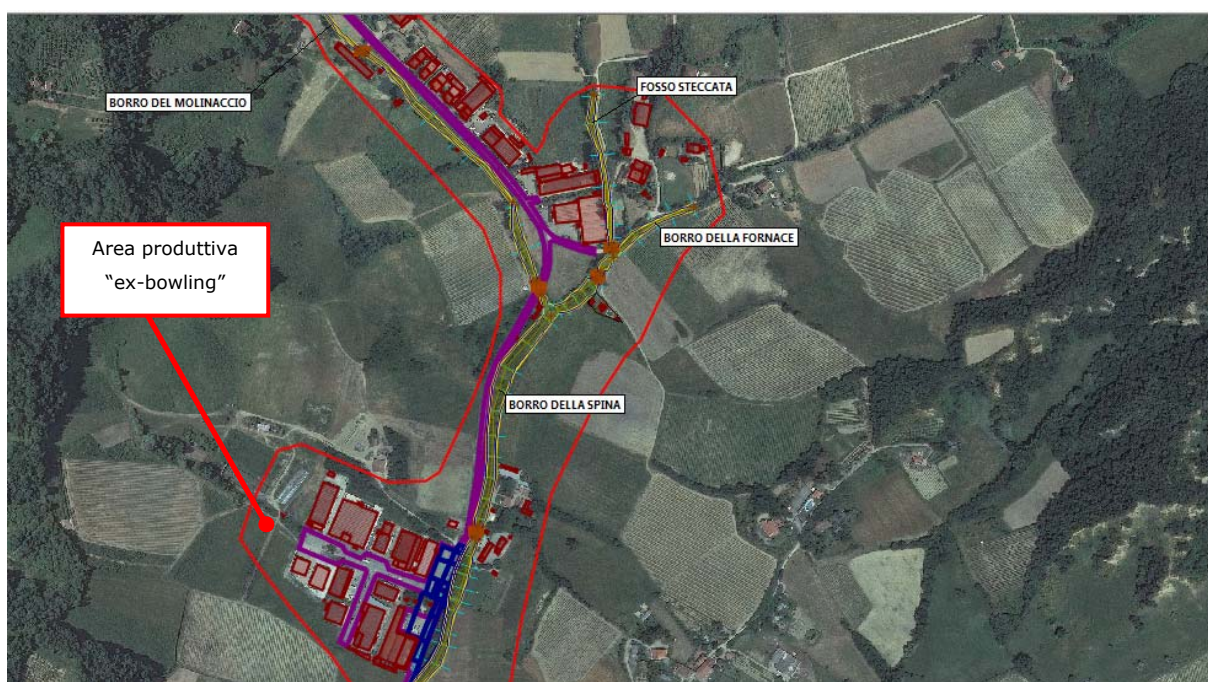 BORRO DEL MOLINACCIO
FOSSO STECCATA
BORRO DELLA FORNACE
Area produttiva
“ex-bowling”
BORRO DELLA SPINA